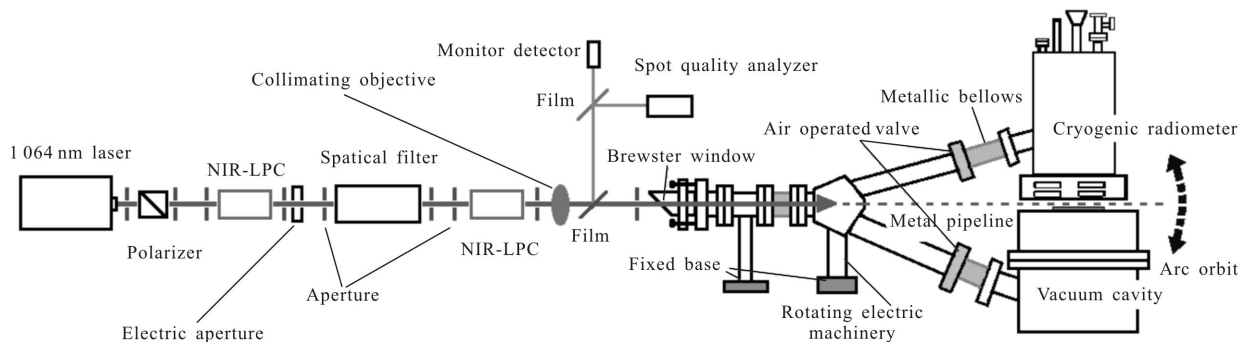 Monitor detector
Spot quality analyzer
Collimating objective
Film
Metallic bellows
Air operated valve
Cryogenic radiometer
1 064 nm laser
NIR-LPC
Spatical filter
Brewster window
Polarizer
NIR-LPC
Film
Metal pipeline
Fixed base
Arc orbit
Aperture
Vacuum cavity
Electric aperture
Rotating electric
machinery